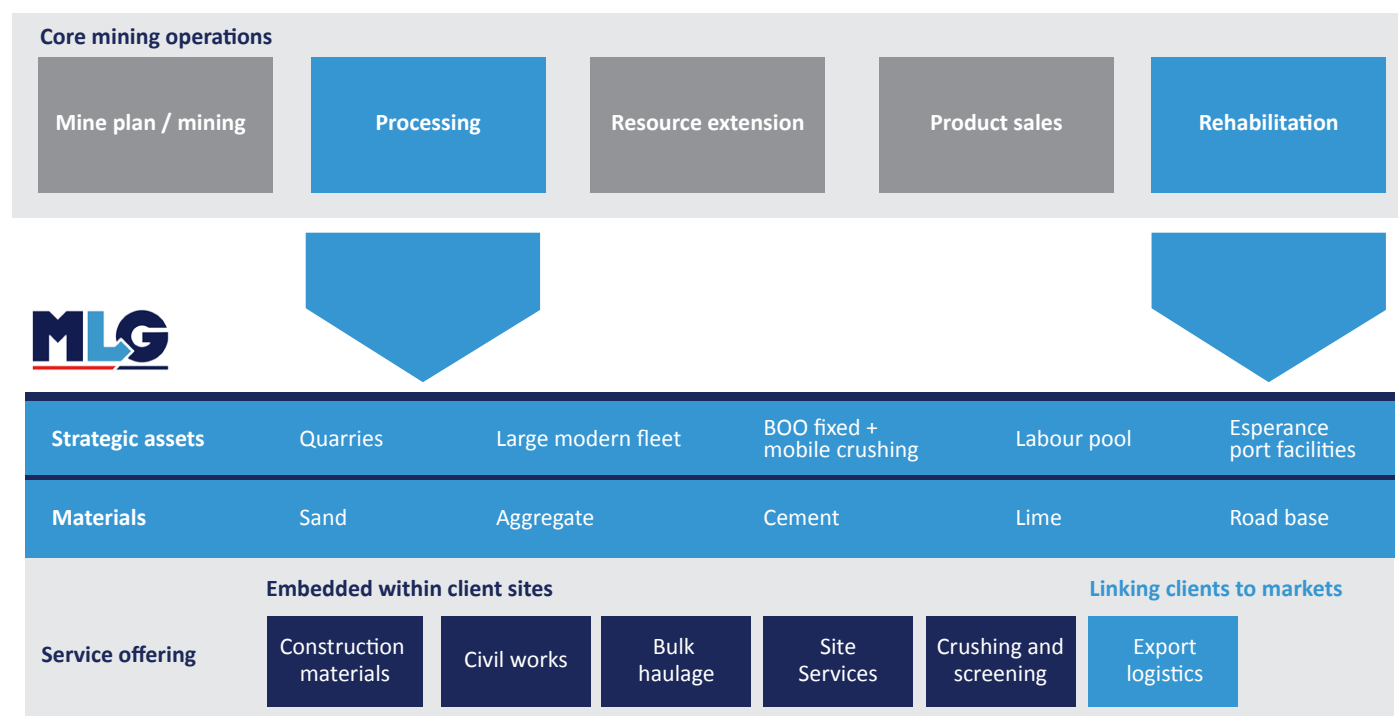 Core mining operations
Mine plan / mining
Processing
Resource extension
Product sales
Rehabilitation
MLG
Strategic assets
Quarries
Large modern fleet
BOO fixed +
mobile crushing
Labour pool
Esperance
port facilities
Materials
Sand
Aggregate
Cement
Lime
Road base
Embedded within client sites
Linking clients to markets
Service offering
Construction
materials
Civil works
Bulk
haulage
Site
Services
Crushing and
screening
Export
logistics